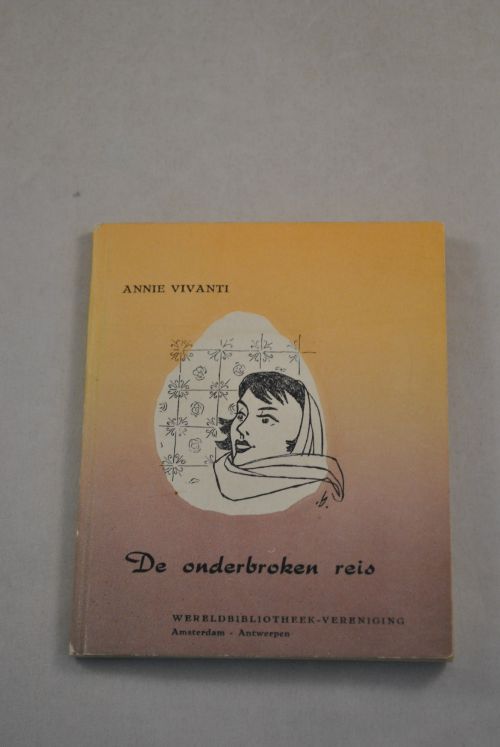 ANNIE VIVANTI
De onderbroken reis
WERELDBIBLIOTHEEK-VERENIGING
Amsterdam - Antwerpen